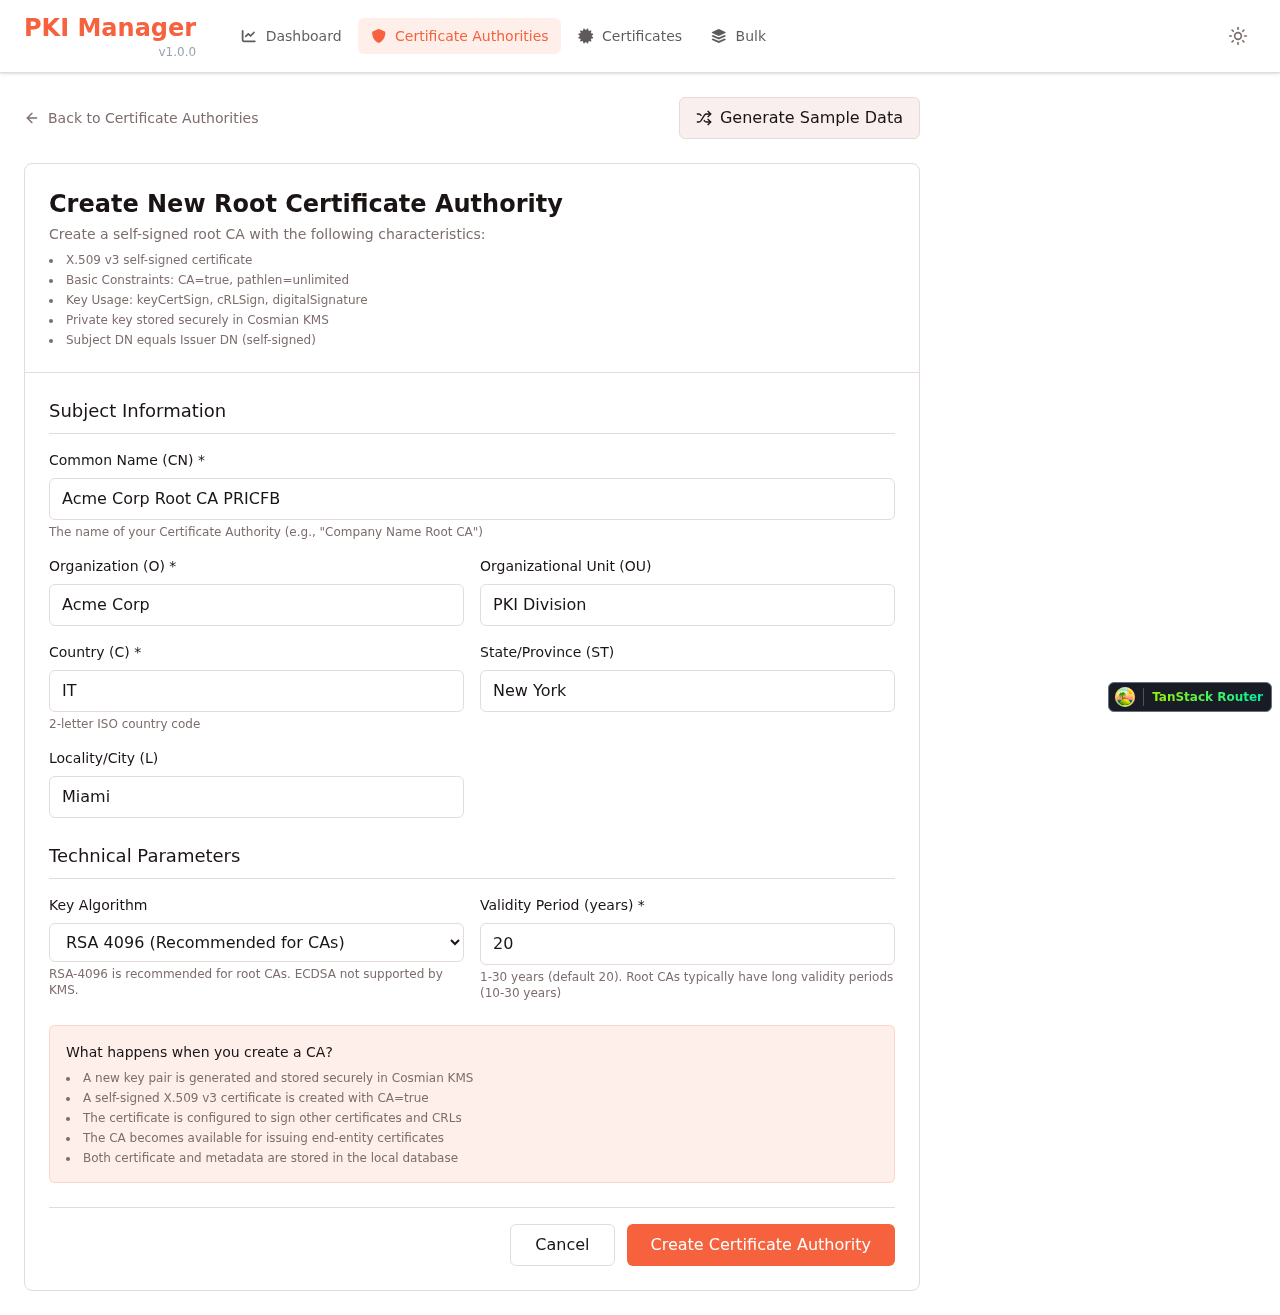 PKI Manager
v1.0.0
Dashboard
Certificate Authorities
Certificates
Bulk
Back to Certificate Authorities
Generate Sample Data
Create New Root Certificate Authority
Create a self-signed root CA with the following characteristics:
• X.509 v3 self-signed certificate
• Basic Constraints: CA=true, pathlen=unlimited
• Key Usage: keyCertSign, cRLSign, digitalSignature
• Private key stored securely in Cosmian KMS
• Subject DN equals Issuer DN (self-signed)
Subject Information
Common Name (CN) *
Acme Corp Root CA PRICFB
The name of your Certificate Authority (e.g., "Company Name Root CA")
Organization (O) *
Organizational Unit (OU)
Acme Corp
PKI Division
Country (C) *
State/Province (ST)
IT
New York
2-letter ISO country code
TanStack Router
Locality/City (L)
Miami
Technical Parameters
Key Algorithm
Validity Period (years) *
RSA 4096 (Recommended for CAs)
20
RSA-4096 is recommended for root CAs. ECDSA not supported by
KMS.
1-30 years (default 20). Root CAs typically have long validity periods
(10-30 years)
What happens when you create a CA?
• A new key pair is generated and stored securely in Cosmian KMS
• A self-signed X.509 v3 certificate is created with CA=true
• The certificate is configured to sign other certificates and CRLs
• The CA becomes available for issuing end-entity certificates
• Both certificate and metadata are stored in the local database
Cancel
Create Certificate Authority